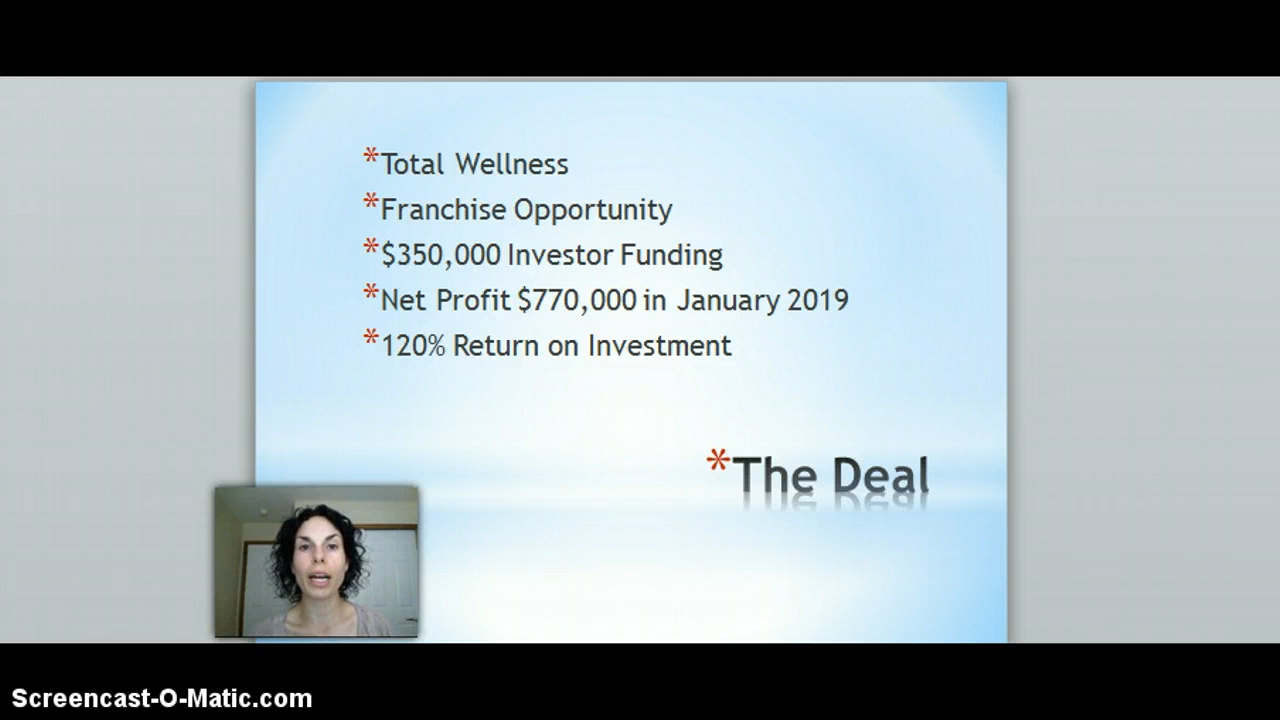 *Total Wellness
*Franchise Opportunity
*$350,000 Investor Funding
*Net Profit $770,000 in January 2019
*120% Return on Investment
*The Deal
Screencast-O-Matic.com